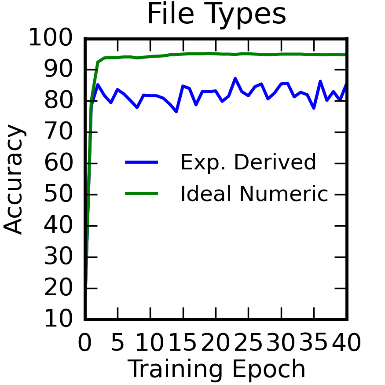 File Types
Accuracy
100
90
80
70
60
50
40
30
20
10
Exp. Derived
Ideal Numeric
0 5 10 15 20 25 30 35 40
Training Epoch